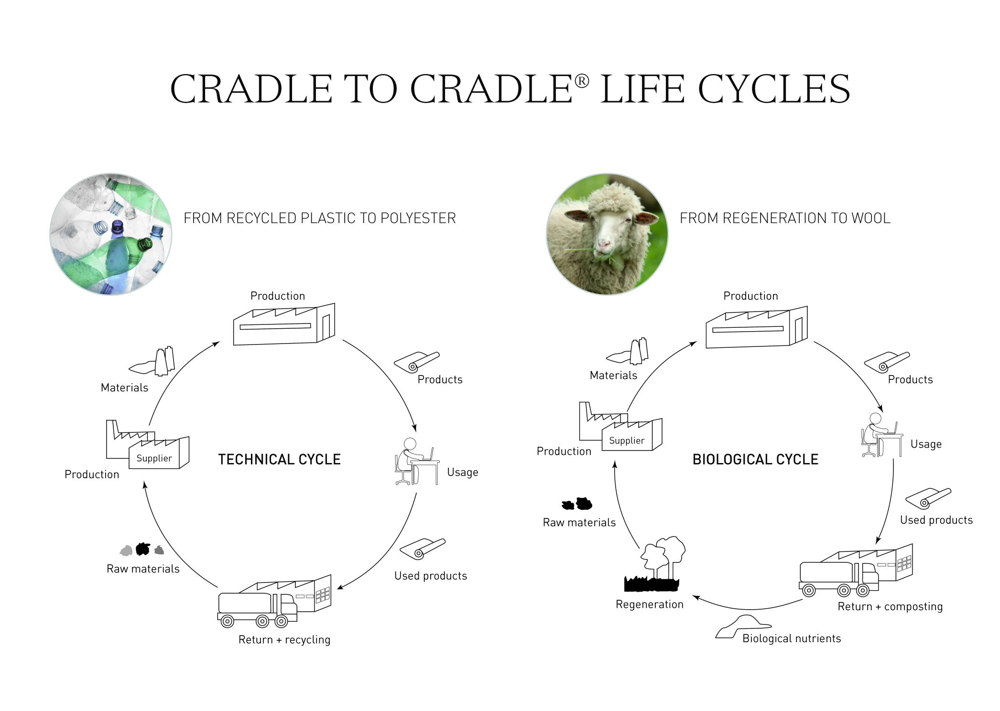 CRADLE TO CRADLE® LIFE CYCLES
FROM RECYCLED PLASTIC TO POLYESTER
Production
Materials
Products
Supplier
Production
TECHNICAL CYCLE
Usage
Raw materials
Used products
Return + recycling
FROM REGENERATION TO WOOL
Production
Materials
Products
Supplier
Production
BIOLOGICAL CYCLE
Usage
Raw materials
Used products
Regeneration
Return + composting
Biological nutrients